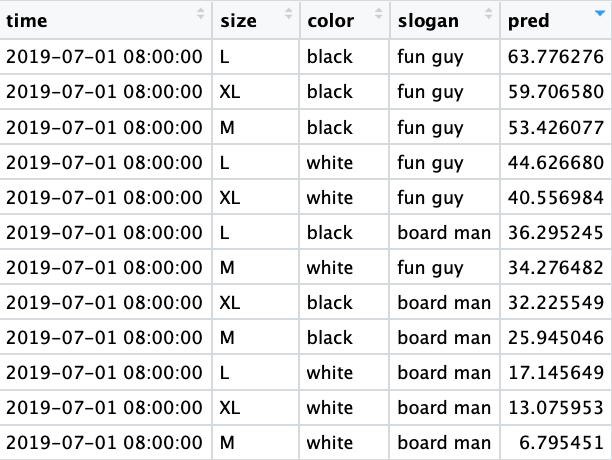 time size color slogan pred
2019-07-01 08:00:00 L black fun guy 63.776276
2019-07-01 08:00:00 XL black fun guy 59.706580
2019-07-01 08:00:00 M black fun guy 53.426077
2019-07-01 08:00:00 L white fun guy 44.626680
2019-07-01 08:00:00 XL white fun guy 40.556984
2019-07-01 08:00:00 L black board man 36.295245
2019-07-01 08:00:00 M white fun guy 34.276482
2019-07-01 08:00:00 XL black board man 32.225549
2019-07-01 08:00:00 M black board man 25.945046
2019-07-01 08:00:00 L white board man 17.145649
2019-07-01 08:00:00 XL white board man 13.075953
2019-07-01 08:00:00 M white board man 6.795451